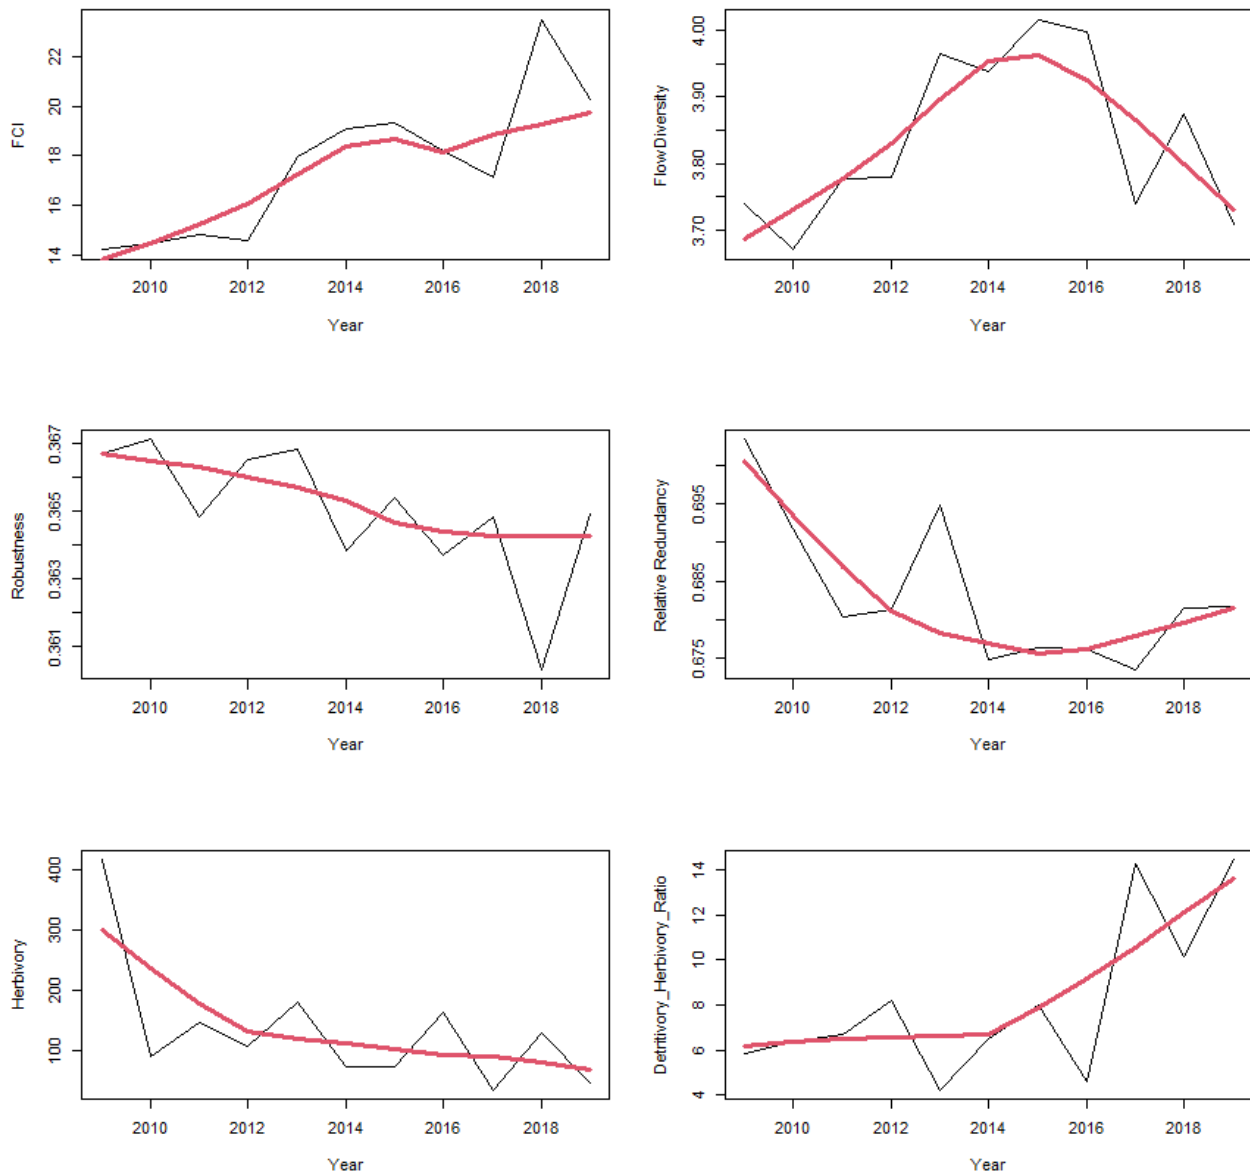 FCI
14 16 18 20 22
2010 2012 2014 2016 2018
Year
Flow Diversity
3.70 3.80 3.90 4.00
2010 2012 2014 2016 2018
Year
Robustness
0.361 0.363 0.365 0.367
2010 2012 2014 2016 2018
Year
Relative Redundancy
0.675 0.685 0.695
2010 2012 2014 2016 2018
Year
Herbivory
100 200 300 400
2010 2012 2014 2016 2018
Year
Detritivory_Herbivory_Ratio
4 6 8 10 12 14
2010 2012 2014 2016 2018
Year